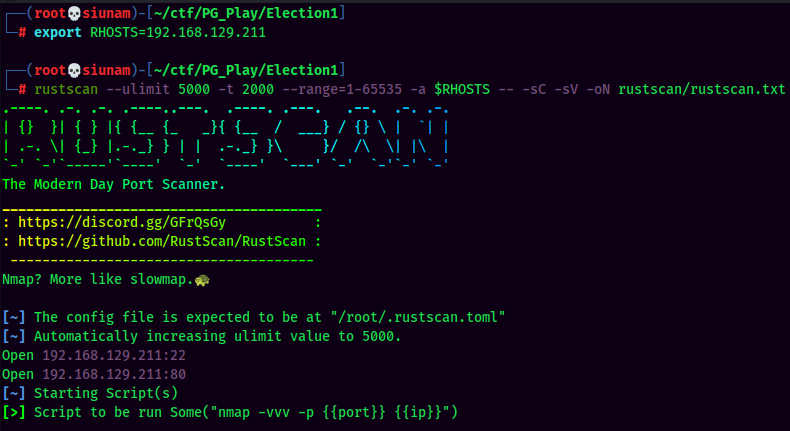 ┌──(root💀siunam)-[~/ctf/PG_Play/Election1]
└─# export RHOSTS=192.168.129.211
┌──(root💀siunam)-[~/ctf/PG_Play/Election1]
└─# rustscan --ulimit 5000 -t 2000 --range=1-65535 -a $RHOSTS -- -sC -sV -oN rustscan/rustscan.txt
.----. .-. .-. .----..---.  .----. .---.   .--.  .-. .-.
| {}  }| { } |{ {__ {_   _}{ {__  /  ___} / {} \ |  `| |
| .-. \| {_} |.-._} } | |  .-._} }\     }/  /\  \| |\  |
`-' `-'`-----'`----'  `-'  `----'  `---' `-'  `-'`-' `-'
The Modern Day Port Scanner.
________________________________________
: https://discord.gg/GFrQsGy           :
: https://github.com/RustScan/RustScan :
 --------------------------------------
Nmap? More like slowmap.🐢
[~] The config file is expected to be at "/root/.rustscan.toml"
[~] Automatically increasing ulimit value to 5000.
Open 192.168.129.211:22
Open 192.168.129.211:80
[~] Starting Script(s)
[>] Script to be run Some("nmap -vvv -p {{port}} {{ip}}")